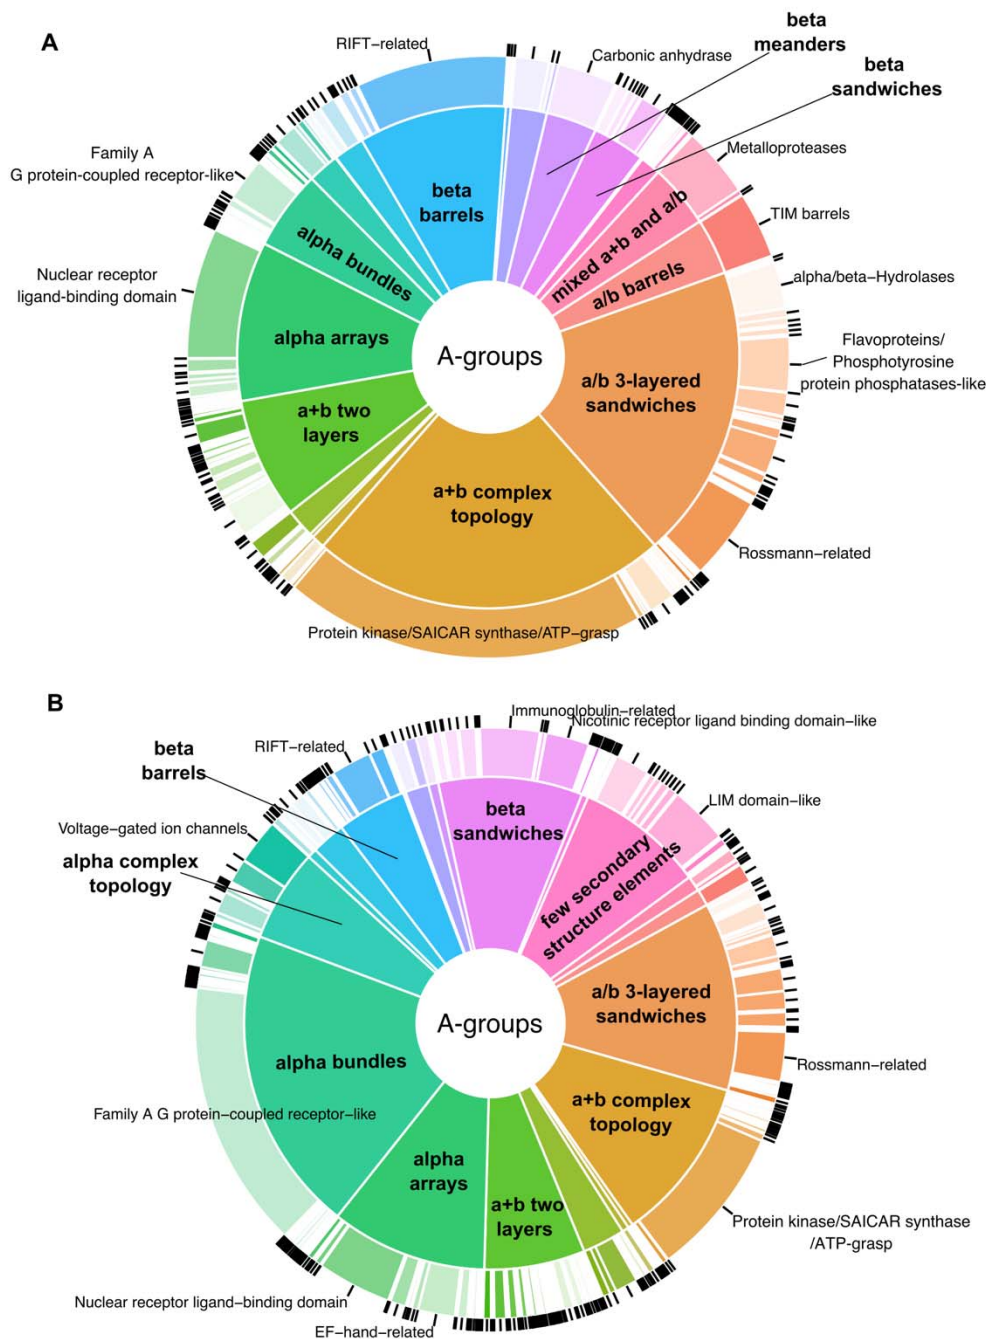 A
RIFT−related
beta
meanders
Carbonic anhydrase
beta
sandwiches
Family A
G protein−coupled receptor−like
Metalloproteases
beta
barrels
mixed a+b and a/b
TIM barrels
alpha bundles
a/b barrels
Nuclear receptor
ligand−binding domain
alpha/beta−Hydrolases
alpha arrays
A-groups
a/b 3-layered
sandwiches
Flavoproteins/
Phosphotyrosine
protein phosphatases−like
a+b two
layers
a+b complex
topology
Rossmann−related
Protein kinase/SAICAR synthase/ATP−grasp
B
Immunoglobulin−related
Nicotinic receptor ligand binding domain−like
RIFT−related
beta
barrels
LIM domain−like
beta
sandwiches
Voltage−gated ion channels
alpha complex
topology
few secondary
structure elements
a/b 3-layered
sandwiches
A-groups
alpha bundles
Rossmann−related
a+b complex
topology
Family A G protein−coupled receptor−like
alpha
arrays
a+b two
layers
Protein kinase/SAICAR synthase
/ATP−grasp
Nuclear receptor ligand−binding domain
EF−hand−related